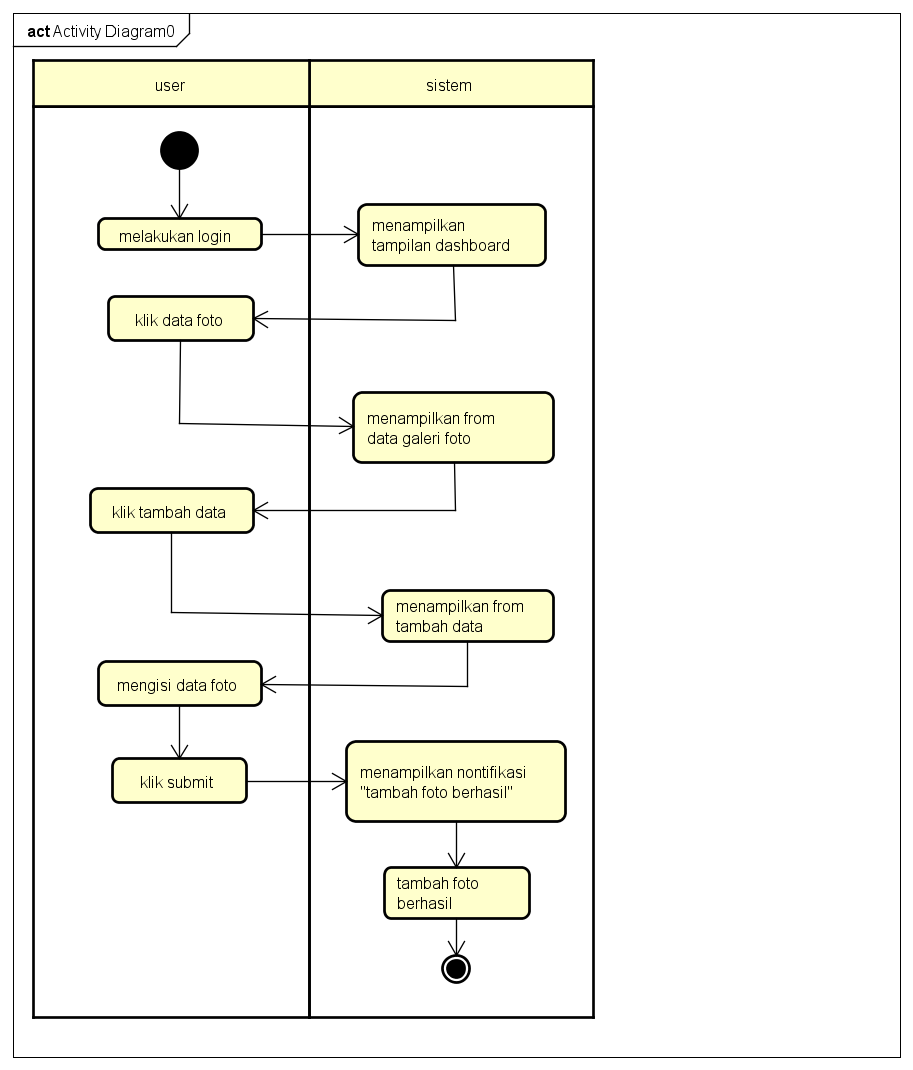 act Activity Diagram0
user
sistem
melakukan login
menampilkan
tampilan dashboard
klik data foto
menampilkan from
data galeri foto
klik tambah data
menampilkan from
tambah data
mengisi data foto
klik submit
menampilkan nontifikasi
"tambah foto berhasil"
tambah foto
berhasil